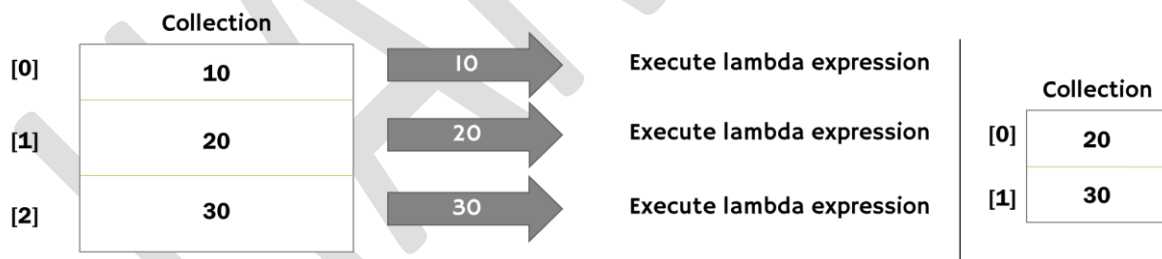 Collection
[0] 10 10 Execute lambda expression
[1] 20 20 Execute lambda expression
[2] 30 30 Execute lambda expression
Collection
[0] 20
[1] 30